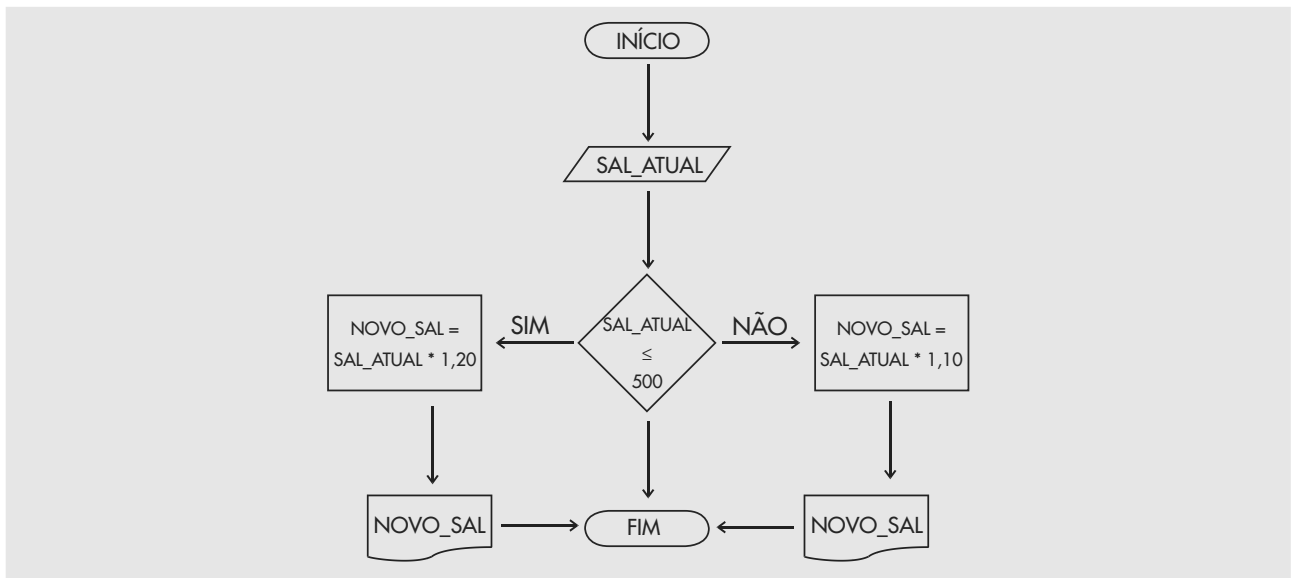 INÍCIO
SAL_ATUAL
SAL_ATUAL
≤
500
SIM
NÃO
NOVO_SAL =
SAL_ATUAL * 1,20
NOVO_SAL =
SAL_ATUAL * 1,10
NOVO_SAL
FIM
NOVO_SAL